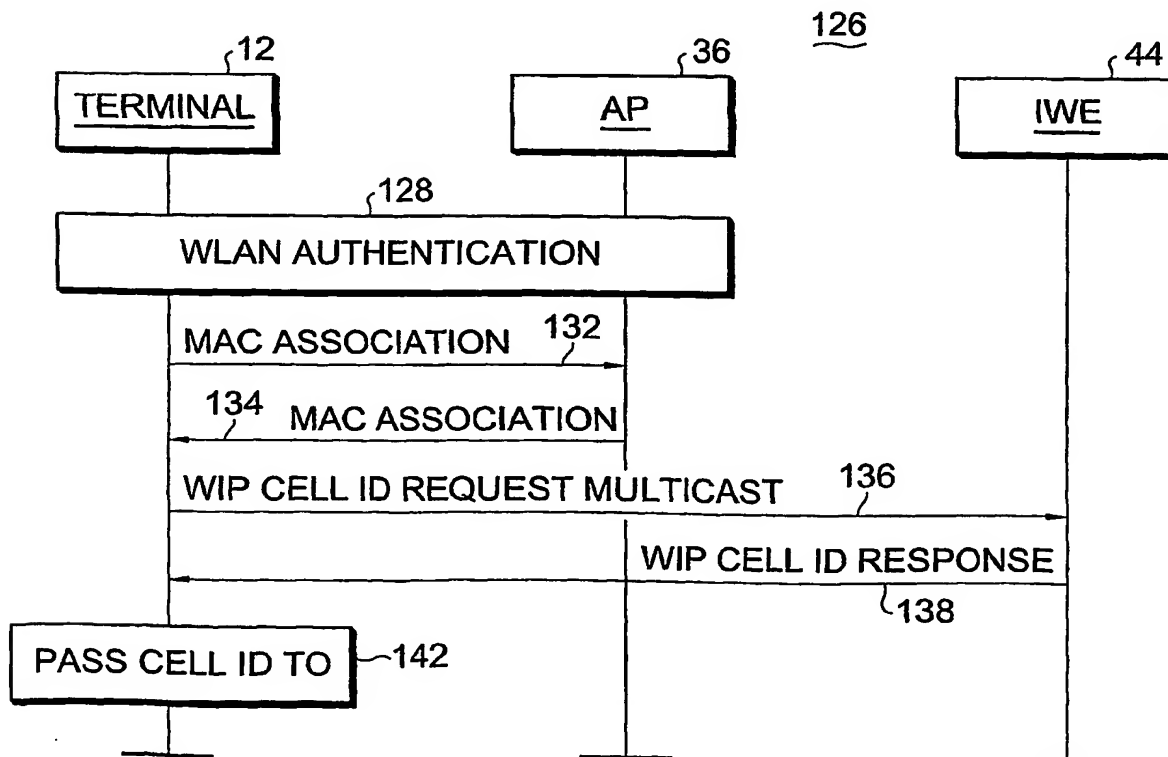 126
12
36
44
TERMINAL
AP
IWE
128
WLAN AUTHENTICATION
MAC ASSOCIATION
132
134
MAC ASSOCIATION
WIP CELL ID REQUEST MULTICAST
136
WIP CELL ID RESPONSE
138
PASS CELL ID TO
142